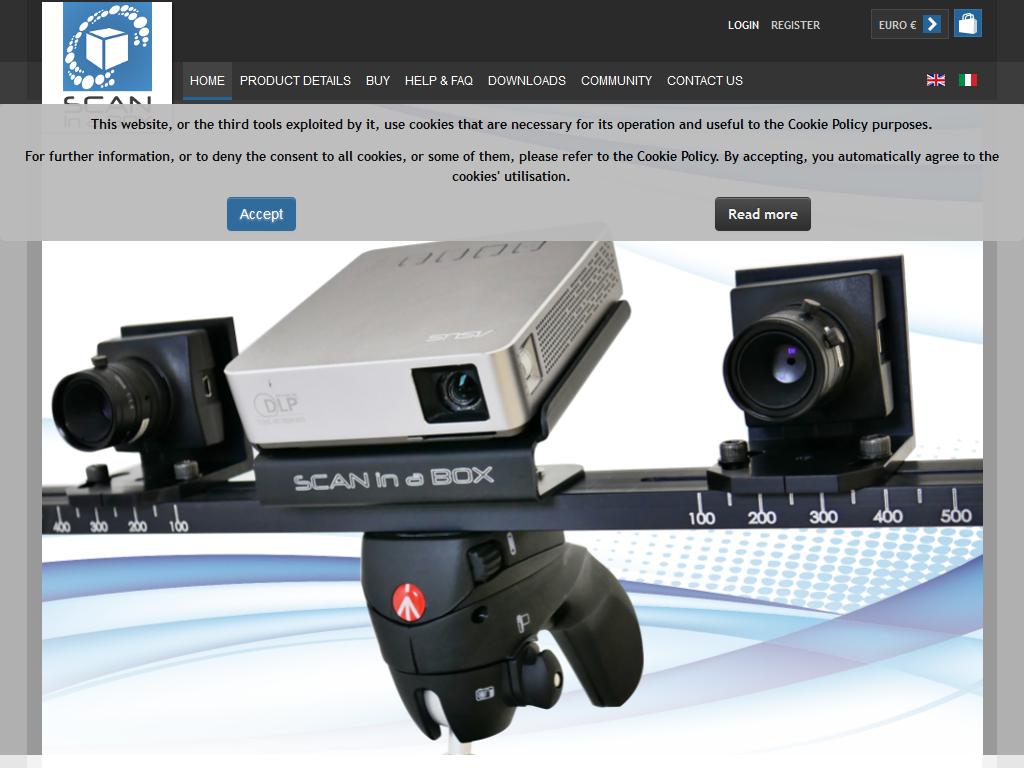 LOGIN REGISTER EURO €
SCAN
in a BOX
HOME PRODUCT DETAILS BUY HELP & FAQ DOWNLOADS COMMUNITY CONTACT US
This website, or the third tools exploited by it, use cookies that are necessary for its operation and useful to the Cookie Policy purposes.
For further information, or to deny the consent to all cookies, or some of them, please refer to the Cookie Policy. By accepting, you automatically agree to the
cookies' utilisation.
Accept Read more
ASUS
DLP
SCAN in a BOX
400 300 200 100
100 200 300 400 500